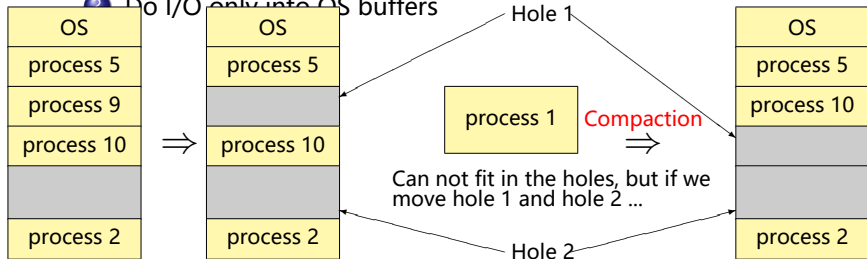 Do I/O only into OS buffers
OS
process 5
process 9
process 10
process 2
⇒
OS
process 5
process 10
process 2
Hole 1
process 1
Compaction
⇒
Can not fit in the holes, but if we
move hole 1 and hole 2 ...
Hole 2
OS
process 5
process 10
process 2